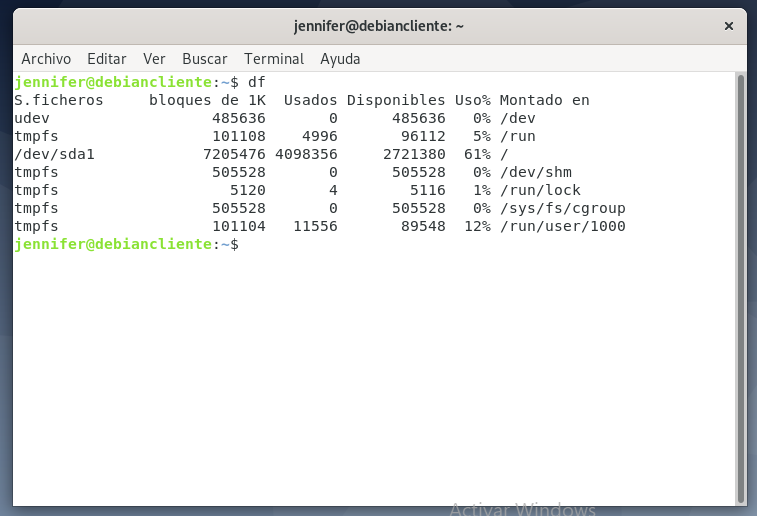 jennifer@debiancliente: ~
×
Archivo Editar Ver Buscar Terminal Ayuda
jennifer@debiancliente:~$ df
S.ficheros     bloques de 1K  Usados Disponibles Uso% Montado en
udev                  485636       0      485636   0% /dev
tmpfs                 101108    4996       96112   5% /run
/dev/sda1            7205476 4098356     2721380  61% /
tmpfs                 505528       0      505528   0% /dev/shm
tmpfs                   5120       4        5116   1% /run/lock
tmpfs                 505528       0      505528   0% /sys/fs/cgroup
tmpfs                 101104   11556       89548  12% /run/user/1000
jennifer@debiancliente:~$
Activar Windows